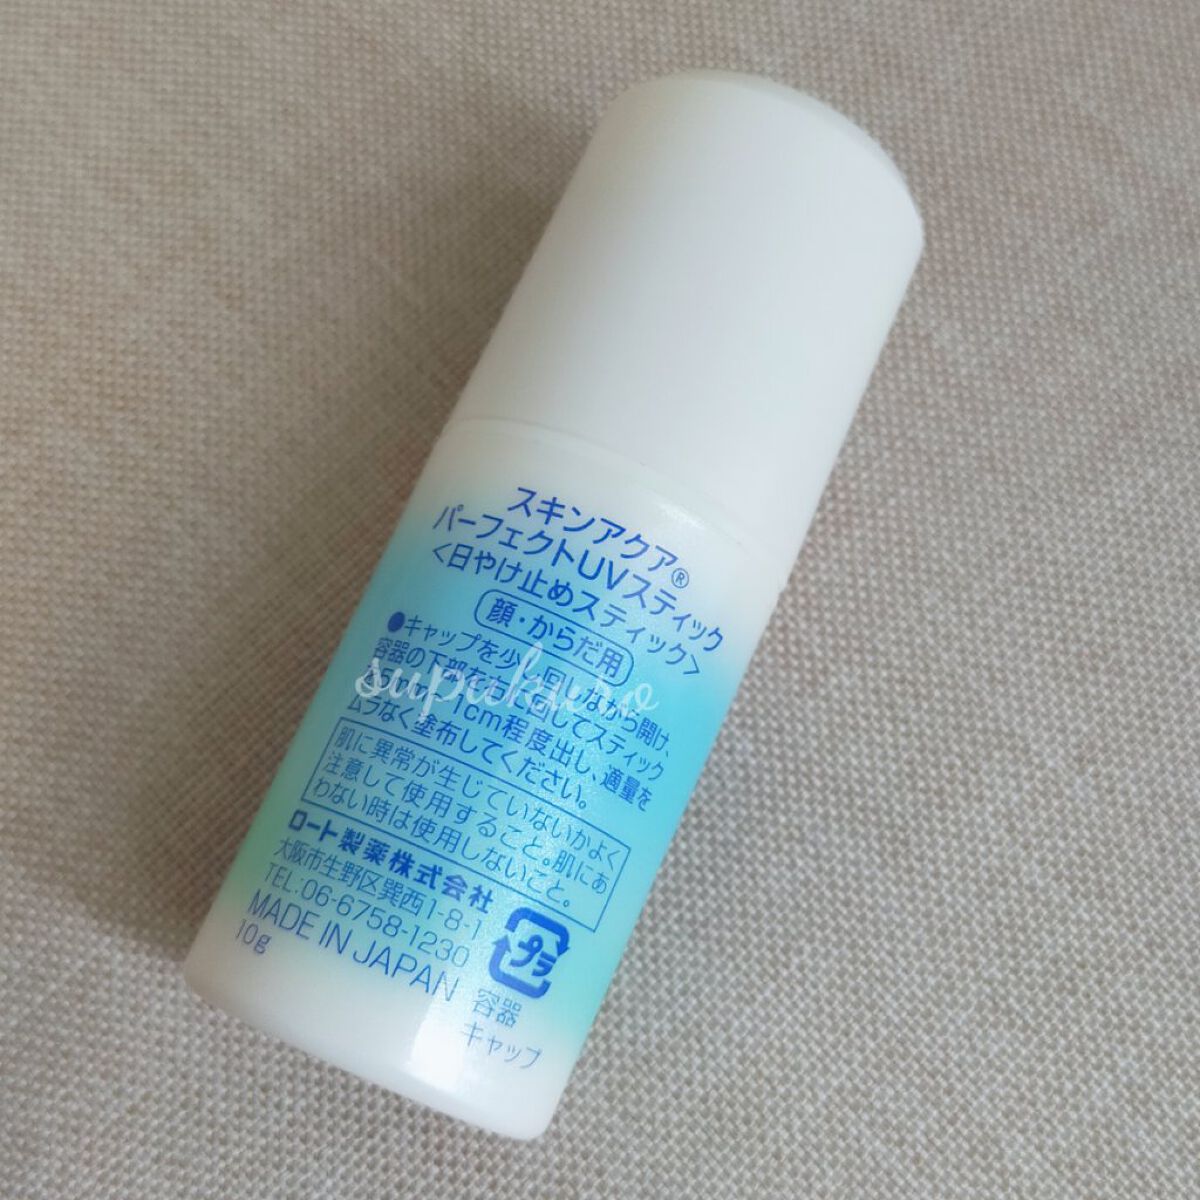 スキンアクア®
パーフェクトUVスティック
<日やけ止めスティック>
顔・からだ用
●キャップを少し回しながら開け、
容器の下部を右に回してスティック
1cm程度出し、適量を
ムラなく塗布してください。
肌に異常が生じていないかよく
注意して使用すること。肌にあ
わない時は使用しないこと。
ロート製薬株式会社
大阪市生野区巽西1-8-1
TEL:06-6758-1230
MADE IN JAPAN
10g
プラ
容器
キャップ
supukuro